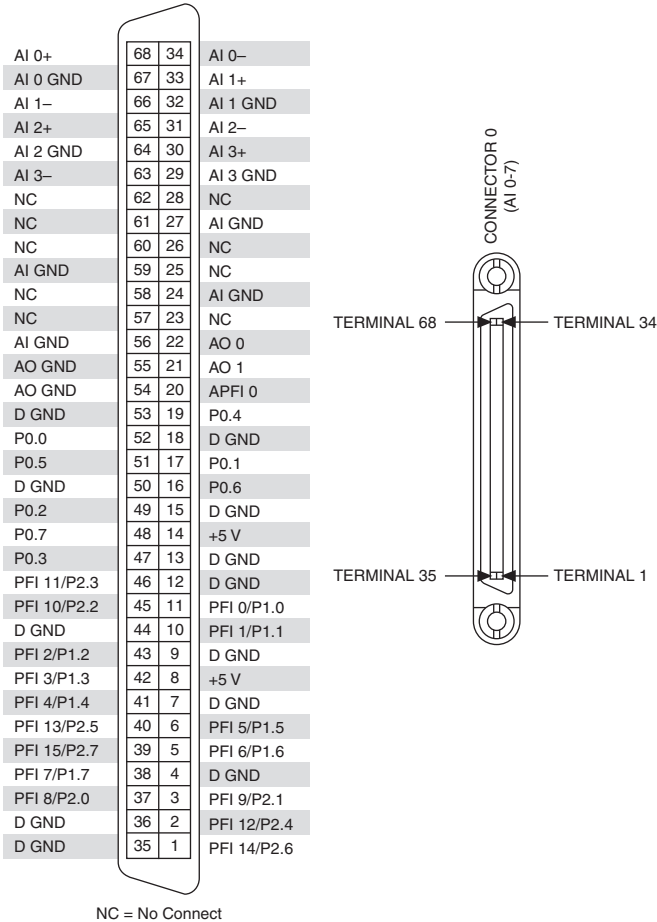 AI 0+ 68 34 AI 0–
AI 0 GND 67 33 AI 1+
AI 1– 66 32 AI 1 GND
AI 2+ 65 31 AI 2–
AI 2 GND 64 30 AI 3+
AI 3– 63 29 AI 3 GND
NC 62 28 NC
NC 61 27 AI GND
NC 60 26 NC
AI GND 59 25 NC
NC 58 24 AI GND
NC 57 23 NC
AI GND 56 22 AO 0
AO GND 55 21 AO 1
AO GND 54 20 APFI 0
D GND 53 19 P0.4
P0.0 52 18 D GND
P0.5 51 17 P0.1
D GND 50 16 P0.6
P0.2 49 15 D GND
P0.7 48 14 +5 V
P0.3 47 13 D GND
PFI 11/P2.3 46 12 D GND
PFI 10/P2.2 45 11 PFI 0/P1.0
D GND 44 10 PFI 1/P1.1
PFI 2/P1.2 43 9 D GND
PFI 3/P1.3 42 8 +5 V
PFI 4/P1.4 41 7 D GND
PFI 13/P2.5 40 6 PFI 5/P1.5
PFI 15/P2.7 39 5 PFI 6/P1.6
PFI 7/P1.7 38 4 D GND
PFI 8/P2.0 37 3 PFI 9/P2.1
D GND 36 2 PFI 12/P2.4
D GND 35 1 PFI 14/P2.6
NC = No Connect
CONNECTOR 0
(AI 0-7)
TERMINAL 68 TERMINAL 34
TERMINAL 35 TERMINAL 1